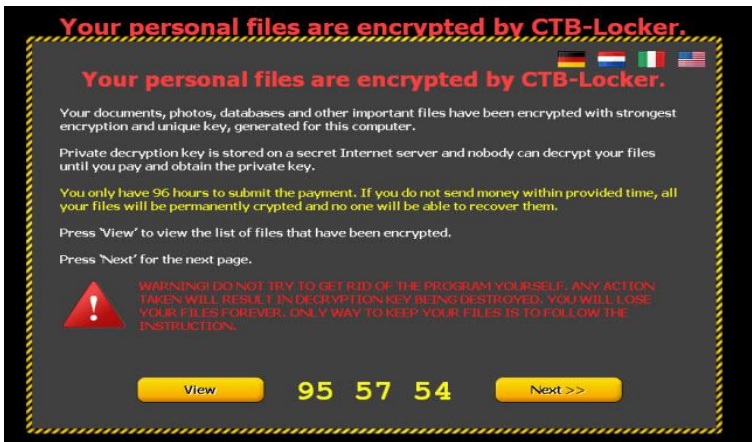 Your personal files are encrypted by CTB-Locker.
Your personal files are encrypted by CTB-Locker.
Your documents, photos, databases and other important files have been encrypted with strongest
encryption and unique key, generated for this computer.
Private decryption key is stored on a secret Internet server and nobody can decrypt your files
until you pay and obtain the private key.
You only have 96 hours to submit the payment. If you do not send money within provided time, all
your files will be permanently crypted and no one will be able to recover them.
Press 'View' to view the list of files that have been encrypted.
Press 'Next' for the next page.
WARNING! DO NOT TRY TO GET RID OF THE PROGRAM YOURSELF. ANY ACTION
TAKEN WILL RESULT IN DECRYPTION KEY BEING DESTROYED. YOU WILL LOSE
YOUR FILES FOREVER. ONLY WAY TO KEEP YOUR FILES IS TO FOLLOW THE
INSTRUCTION.
View 95 57 54 Next >>